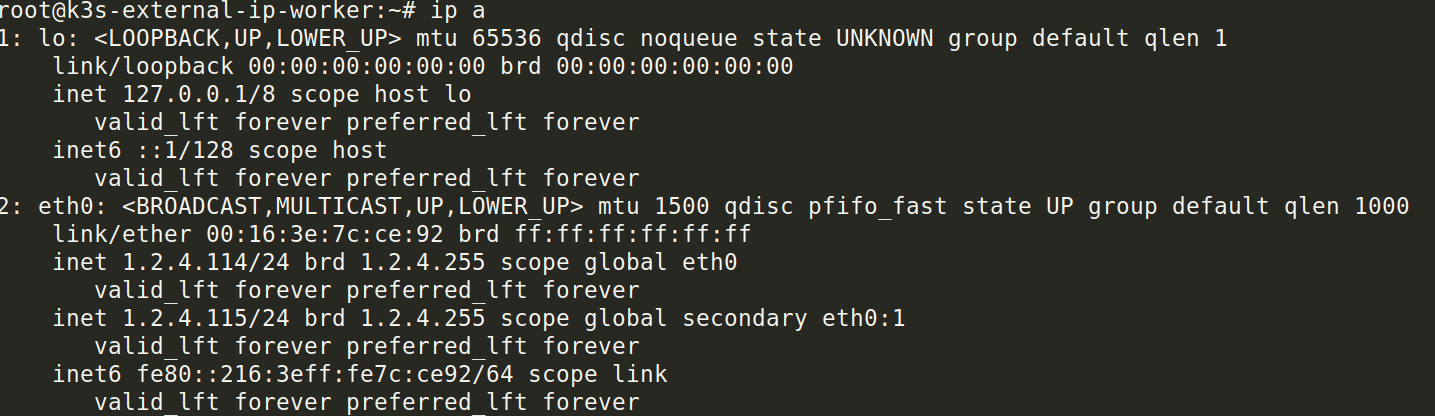 root@k3s-external-ip-worker:~# ip a
1: lo: <LOOPBACK,UP,LOWER_UP> mtu 65536 qdisc noqueue state UNKNOWN group default qlen 1
    link/loopback 00:00:00:00:00:00 brd 00:00:00:00:00:00
    inet 127.0.0.1/8 scope host lo
       valid_lft forever preferred_lft forever
    inet6 ::1/128 scope host
       valid_lft forever preferred_lft forever
2: eth0: <BROADCAST,MULTICAST,UP,LOWER_UP> mtu 1500 qdisc pfifo_fast state UP group default qlen 1000
    link/ether 00:16:3e:7c:ce:92 brd ff:ff:ff:ff:ff:ff
    inet 1.2.4.114/24 brd 1.2.4.255 scope global eth0
       valid_lft forever preferred_lft forever
    inet 1.2.4.115/24 brd 1.2.4.255 scope global secondary eth0:1
       valid_lft forever preferred_lft forever
    inet6 fe80::216:3eff:fe7c:ce92/64 scope link
       valid_lft forever preferred_lft forever